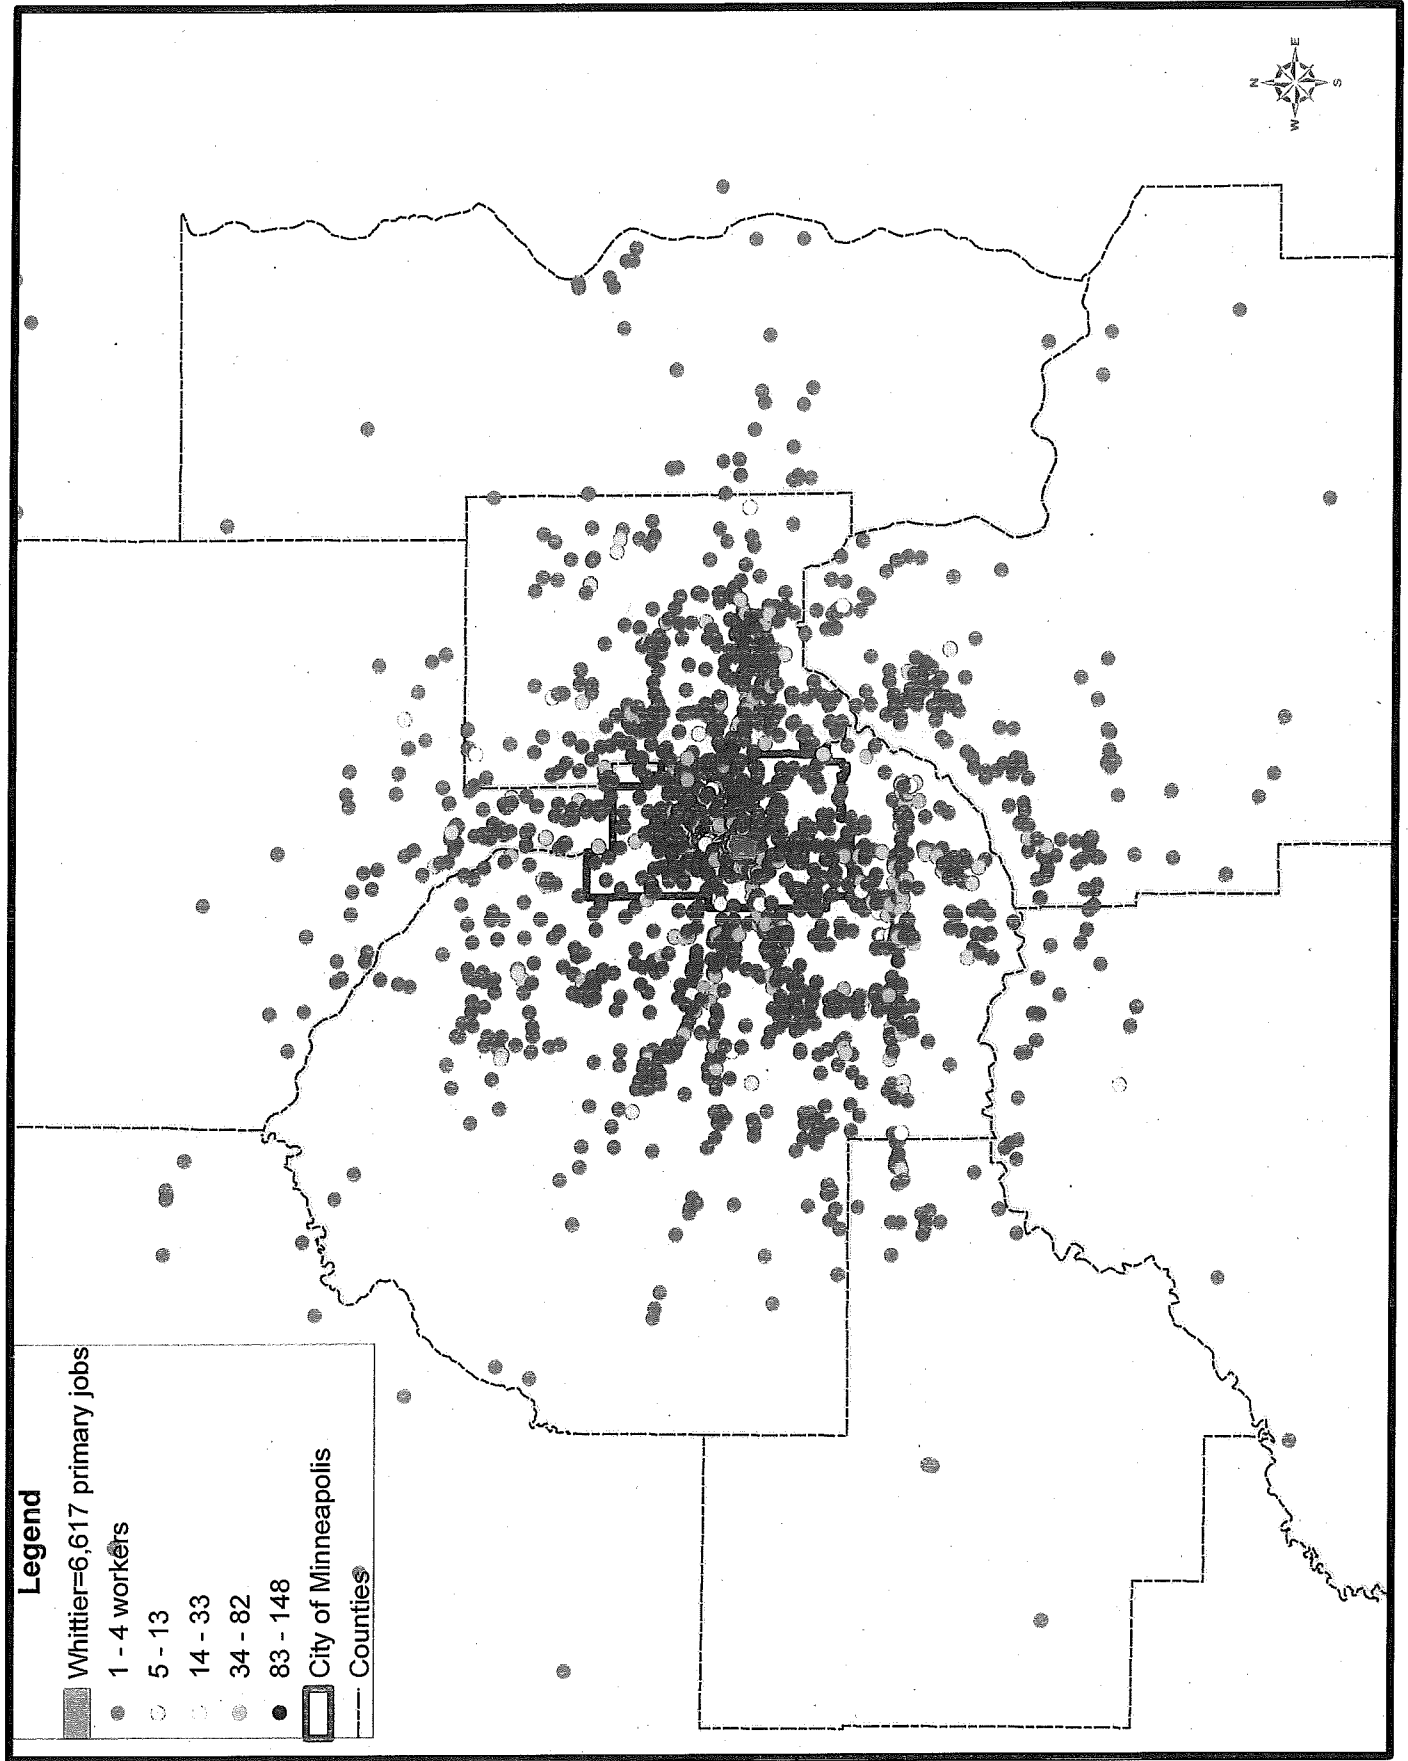 Legend
Whittier=6,617 primary jobs
1 - 4 workers
5 - 13
14 - 33
34 - 82
83 - 148
City of Minneapolis
Counties
N
W
E
S